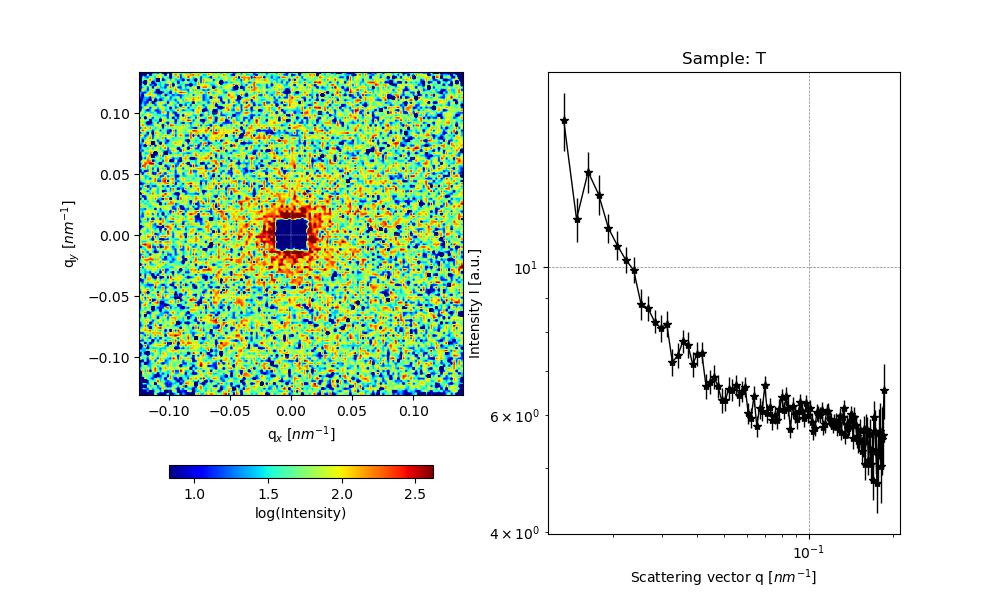 Sample: T
0.10
0.05
0.00
−0.05
−0.10
q_y [nm^{-1}]
−0.10 −0.05 0.00 0.05 0.10
q_x [nm^{-1}]
1.0 1.5 2.0 2.5
log(Intensity)
Intensity I [a.u.]
10^1
6 × 10^0
4 × 10^0
10^{-1}
Scattering vector q [nm^{-1}]